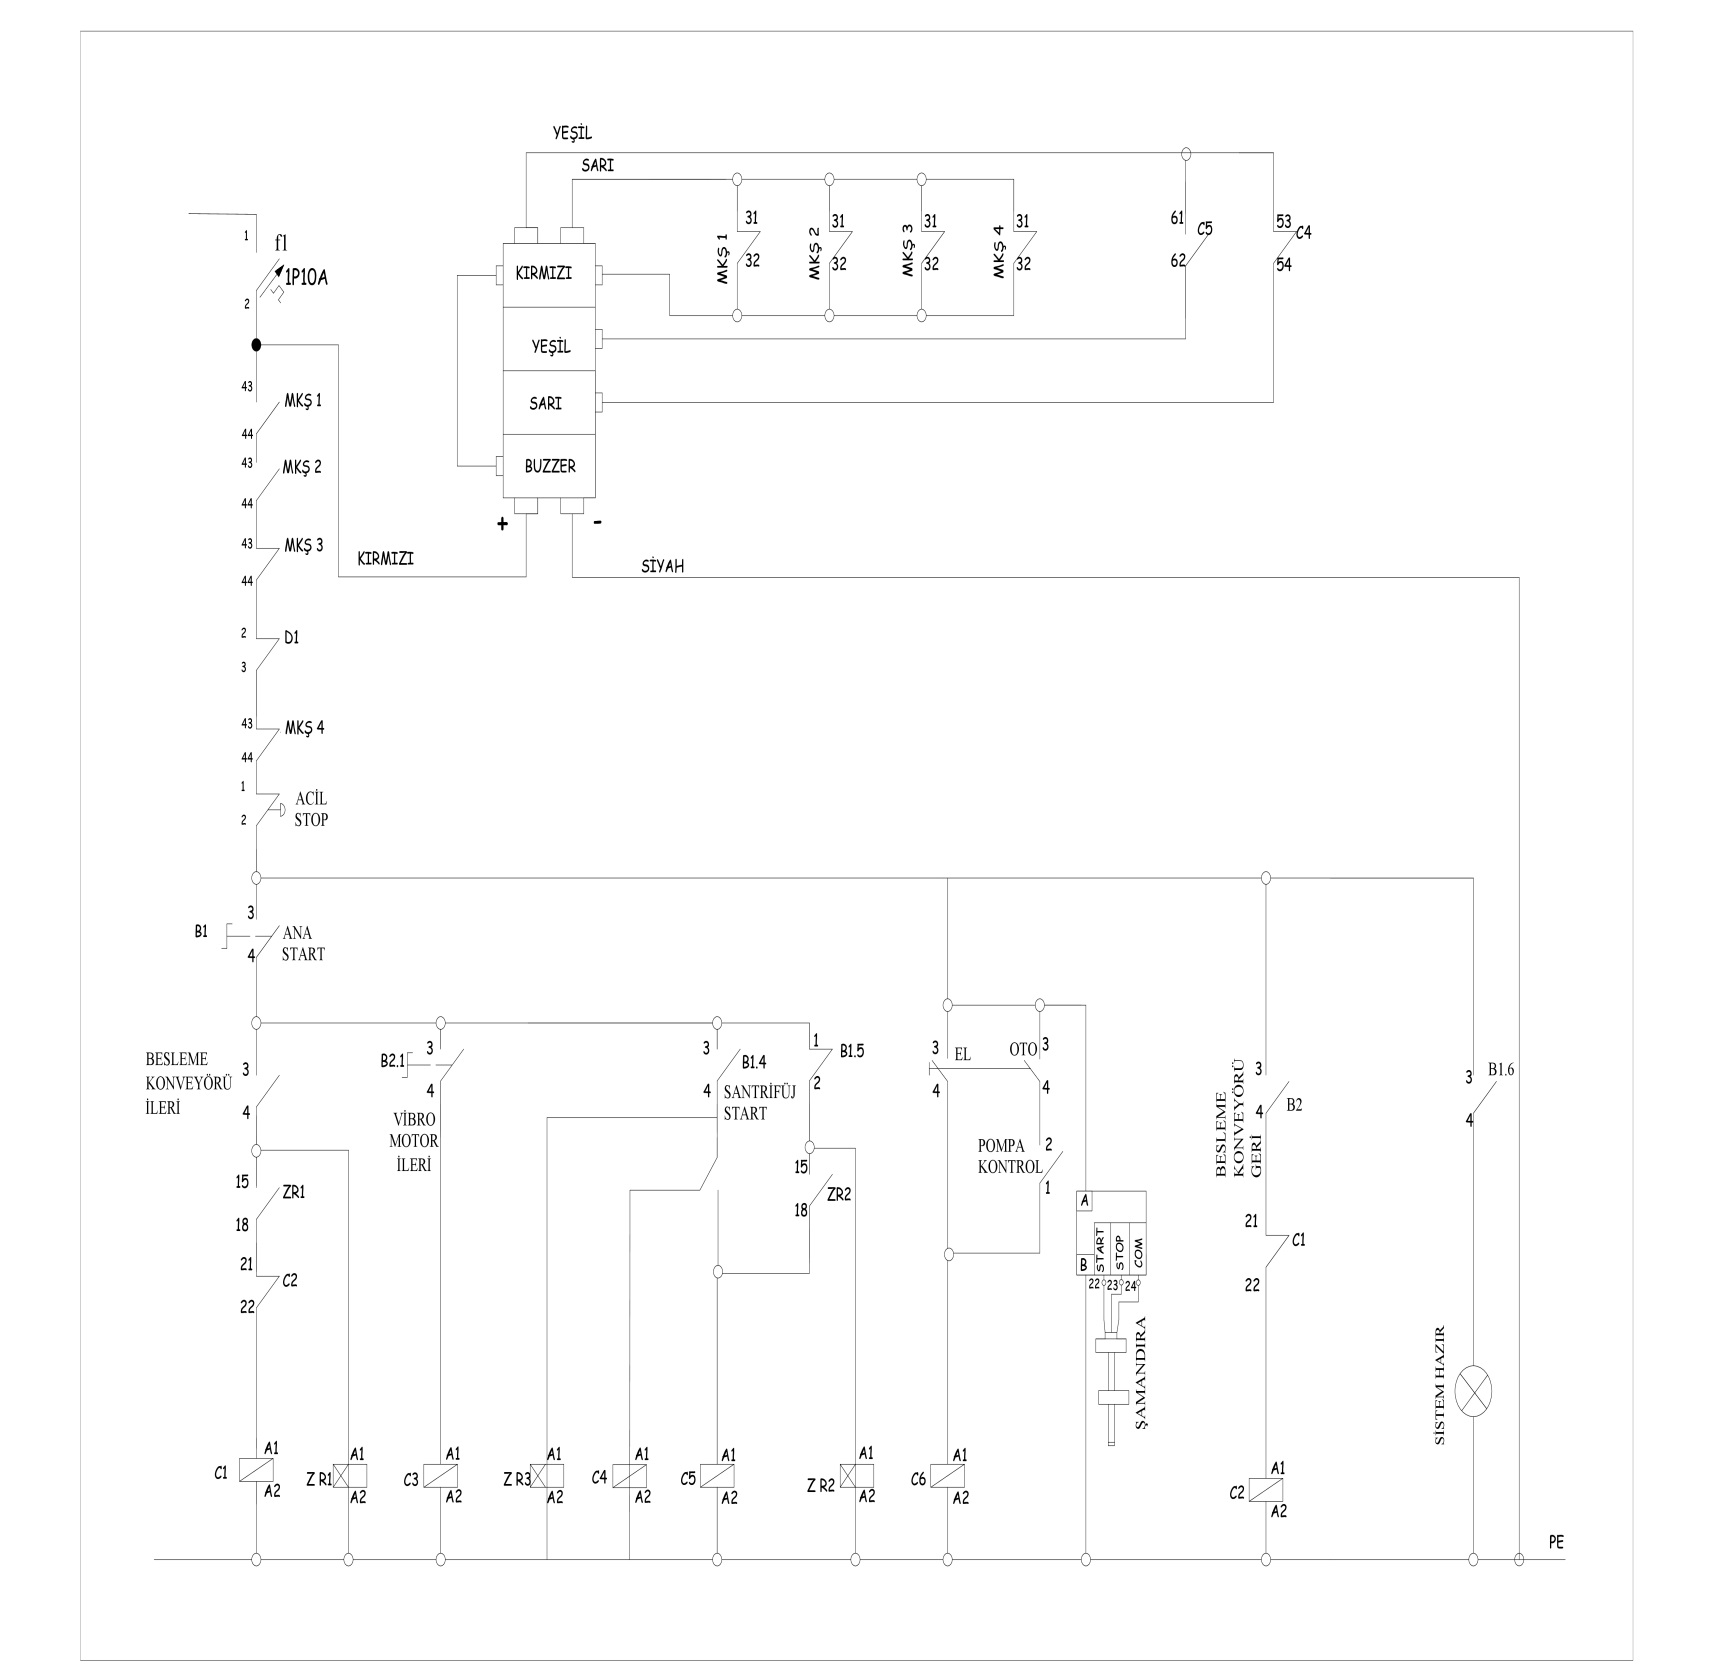 YEŞİL
SARI
1
f1
1P10A
2
KIRMIZI
YEŞİL
SARI
BUZZER
+
-
KIRMIZI
SİYAH
31
MKŞ 1
32
31
MKŞ 2
32
31
MKŞ 3
32
31
MKŞ 4
32
61
C5
62
53
C4
54
43
MKŞ 1
44
43
MKŞ 2
44
43
MKŞ 3
44
2
D1
3
43
MKŞ 4
44
1
ACİL
STOP
2
3
B1
ANA
START
4
BESLEME
KONVEYÖRÜ
İLERİ
3
4
15
ZR1
18
21
C2
22
B2.1
3
4
VİBRO
MOTOR
İLERİ
3
B1.4
4
SANTRİFÜJ
START
1
B1.5
2
15
ZR2
18
3
EL
4
OTO
3
4
POMPA
KONTROL
2
1
A
B
START
STOP
COM
22
23
24
ŞAMANDIRA
BESLEME
KONVEYÖRÜ
GERİ
3
4
B2
21
C1
22
B1.6
3
4
SİSTEM HAZIR
C1
A1
A2
Z R1
A1
A2
C3
A1
A2
Z R3
A1
A2
C4
A1
A2
C5
A1
A2
Z R2
A1
A2
C6
A1
A2
C2
A1
A2
PE